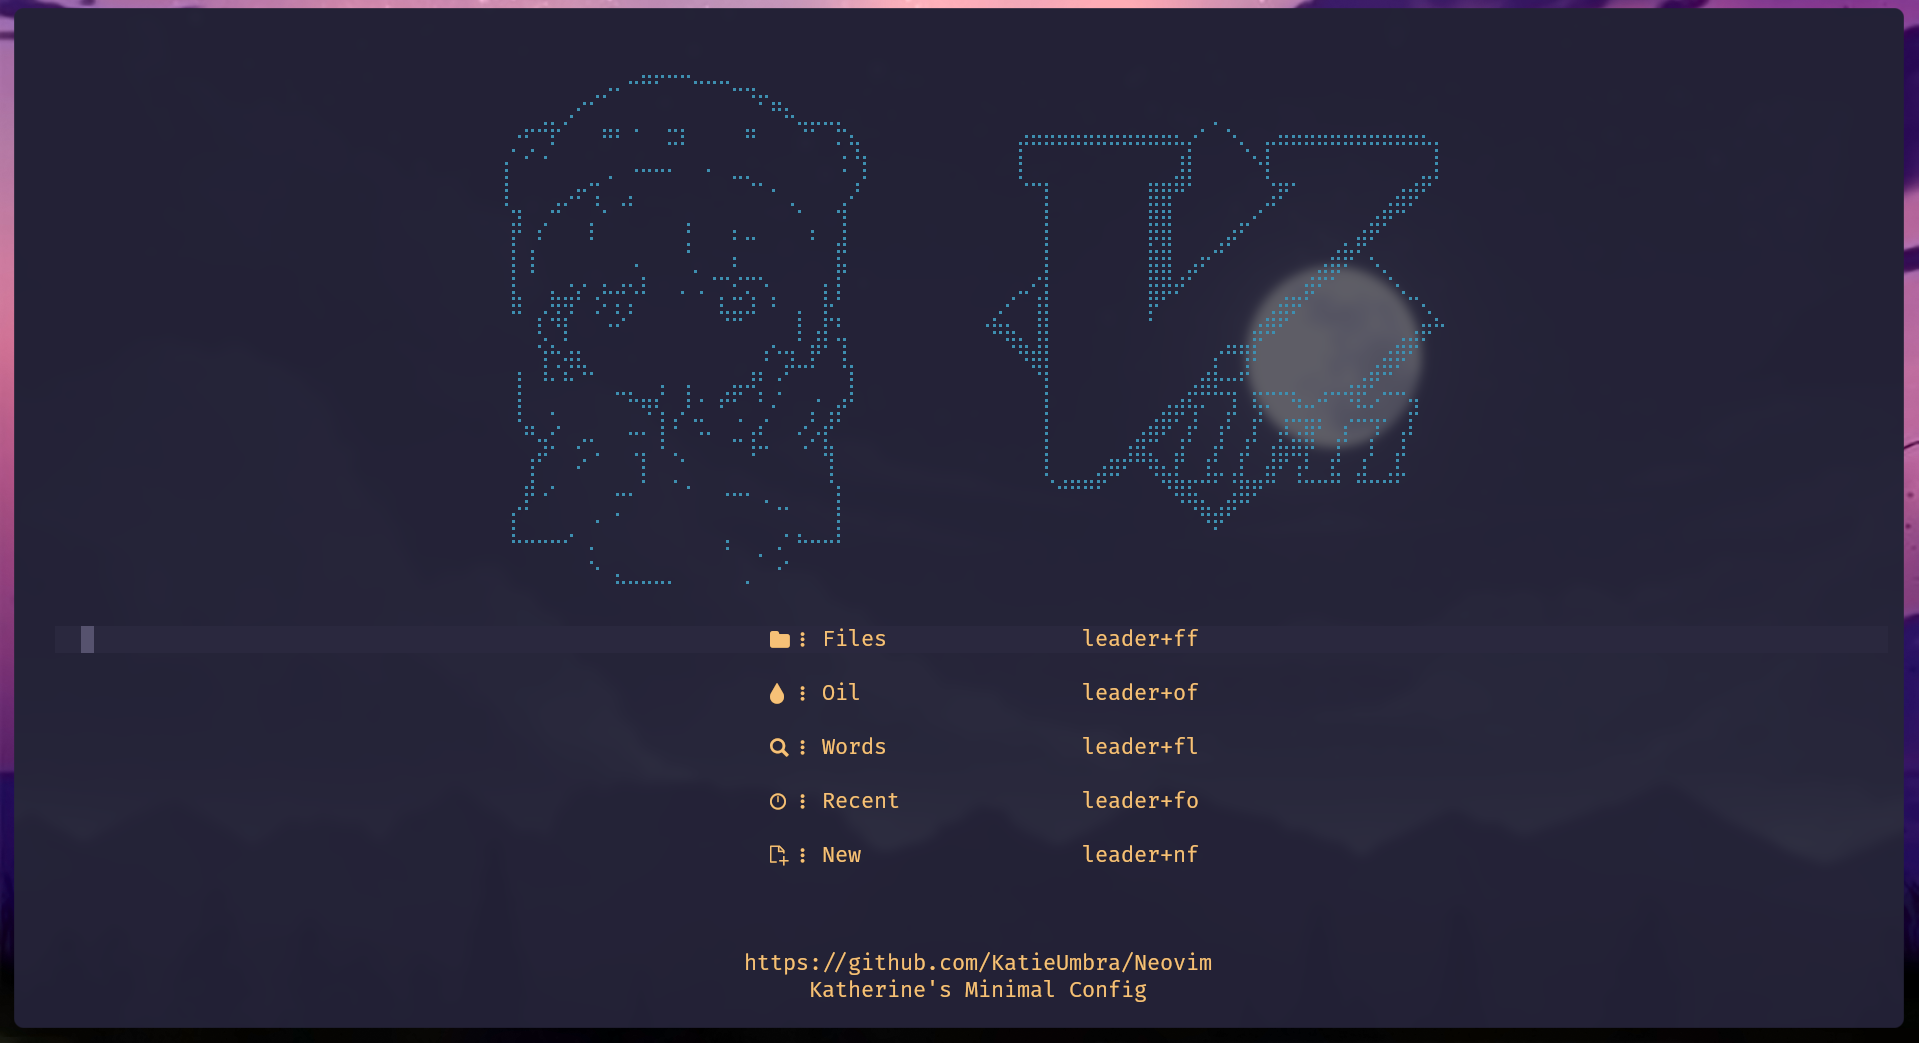 Files leader+ff
Oil leader+of
Words leader+fl
Recent leader+fo
New leader+nf
https://github.com/KatieUmbra/Neovim
Katherine's Minimal Config